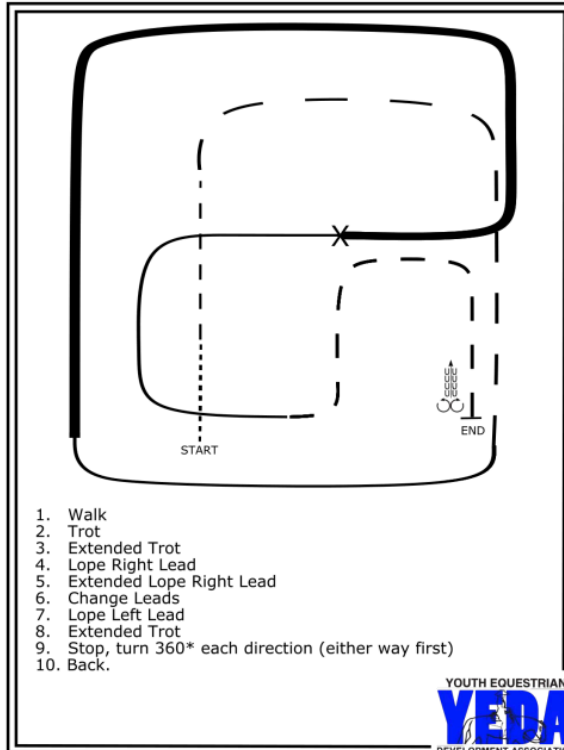 X
START
END
1. Walk
2. Trot
3. Extended Trot
4. Lope Right Lead
5. Extended Lope Right Lead
6. Change Leads
7. Lope Left Lead
8. Extended Trot
9. Stop, turn 360* each direction (either way first)
10. Back.
YOUTH EQUESTRIAN
YEDA